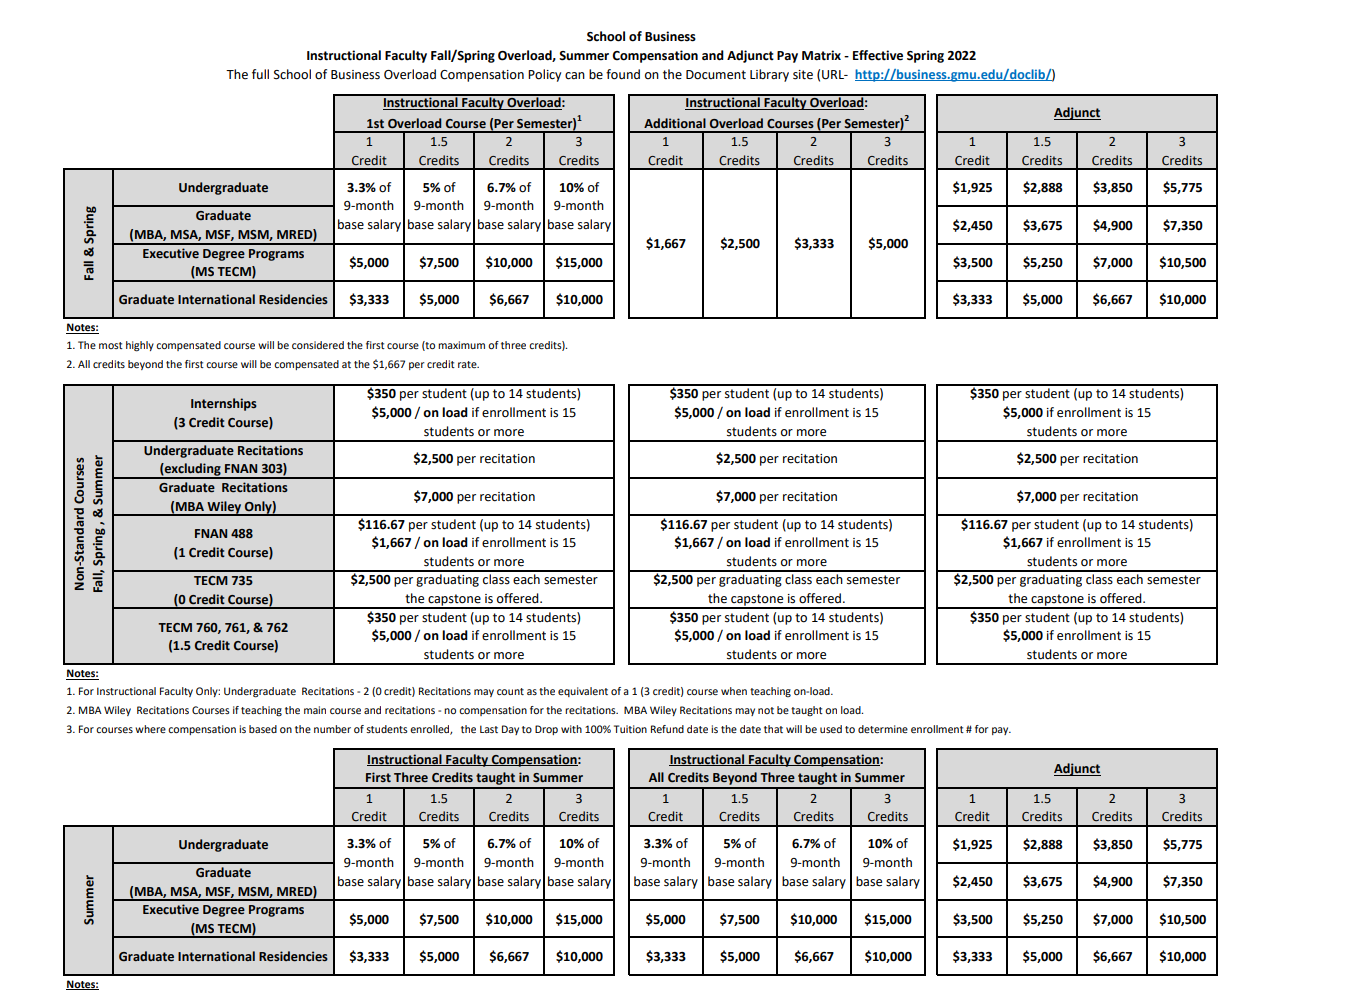 School of Business
Instructional Faculty Fall/Spring Overload, Summer Compensation and Adjunct Pay Matrix - Effective Spring 2022
The full School of Business Overload Compensation Policy can be found on the Document Library site (URL- http://business.gmu.edu/doclib/)
Instructional Faculty Overload: Instructional Faculty Overload: Adjunct
1st Overload Course (Per Semester)1 Additional Overload Courses (Per Semester)2
1 1.5 2 3 1 1.5 2 3 1 1.5 2 3
Credit Credits Credits Credits Credit Credits Credits Credits Credit Credits Credits Credits
Fall & Spring
Undergraduate 3.3% of 5% of 6.7% of 10% of $1,925 $2,888 $3,850 $5,775
9-month 9-month 9-month 9-month
base salary base salary base salary base salary
Graduate
(MBA, MSA, MSF, MSM, MRED) $2,450 $3,675 $4,900 $7,350
$1,667 $2,500 $3,333 $5,000
Executive Degree Programs
(MS TECM) $5,000 $7,500 $10,000 $15,000 $3,500 $5,250 $7,000 $10,500
Graduate International Residencies $3,333 $5,000 $6,667 $10,000 $3,333 $5,000 $6,667 $10,000
Notes:
1. The most highly compensated course will be considered the first course (to maximum of three credits).
2. All credits beyond the first course will be compensated at the $1,667 per credit rate.
Non-Standard Courses
Fall, Spring , & Summer
Internships
(3 Credit Course)
$350 per student (up to 14 students) $350 per student (up to 14 students) $350 per student (up to 14 students)
$5,000 / on load if enrollment is 15 $5,000 / on load if enrollment is 15 $5,000 if enrollment is 15
students or more students or more students or more
Undergraduate Recitations
(excluding FNAN 303)
$2,500 per recitation $2,500 per recitation $2,500 per recitation
Graduate Recitations
(MBA Wiley Only)
$7,000 per recitation $7,000 per recitation $7,000 per recitation
FNAN 488
(1 Credit Course)
$116.67 per student (up to 14 students) $116.67 per student (up to 14 students) $116.67 per student (up to 14 students)
$1,667 / on load if enrollment is 15 $1,667 / on load if enrollment is 15 $1,667 if enrollment is 15
students or more students or more students or more
TECM 735
(0 Credit Course)
$2,500 per graduating class each semester $2,500 per graduating class each semester $2,500 per graduating class each semester
the capstone is offered. the capstone is offered. the capstone is offered.
TECM 760, 761, & 762
(1.5 Credit Course)
$350 per student (up to 14 students) $350 per student (up to 14 students) $350 per student (up to 14 students)
$5,000 / on load if enrollment is 15 $5,000 / on load if enrollment is 15 $5,000 if enrollment is 15
students or more students or more students or more
Notes:
1. For Instructional Faculty Only: Undergraduate Recitations - 2 (0 credit) Recitations may count as the equivalent of a 1 (3 credit) course when teaching on-load.
2. MBA Wiley Recitations Courses if teaching the main course and recitations - no compensation for the recitations. MBA Wiley Recitations may not be taught on load.
3. For courses where compensation is based on the number of students enrolled, the Last Day to Drop with 100% Tuition Refund date is the date that will be used to determine enrollment # for pay.
Instructional Faculty Compensation: Instructional Faculty Compensation: Adjunct
First Three Credits taught in Summer All Credits Beyond Three taught in Summer
1 1.5 2 3 1 1.5 2 3 1 1.5 2 3
Credit Credits Credits Credits Credit Credits Credits Credits Credit Credits Credits Credits
Summer
Undergraduate 3.3% of 5% of 6.7% of 10% of 3.3% of 5% of 6.7% of 10% of $1,925 $2,888 $3,850 $5,775
9-month 9-month 9-month 9-month 9-month 9-month 9-month 9-month
base salary base salary base salary base salary base salary base salary base salary base salary
Graduate
(MBA, MSA, MSF, MSM, MRED) $2,450 $3,675 $4,900 $7,350
Executive Degree Programs
(MS TECM) $5,000 $7,500 $10,000 $15,000 $5,000 $7,500 $10,000 $15,000 $3,500 $5,250 $7,000 $10,500
Graduate International Residencies $3,333 $5,000 $6,667 $10,000 $3,333 $5,000 $6,667 $10,000 $3,333 $5,000 $6,667 $10,000
Notes: